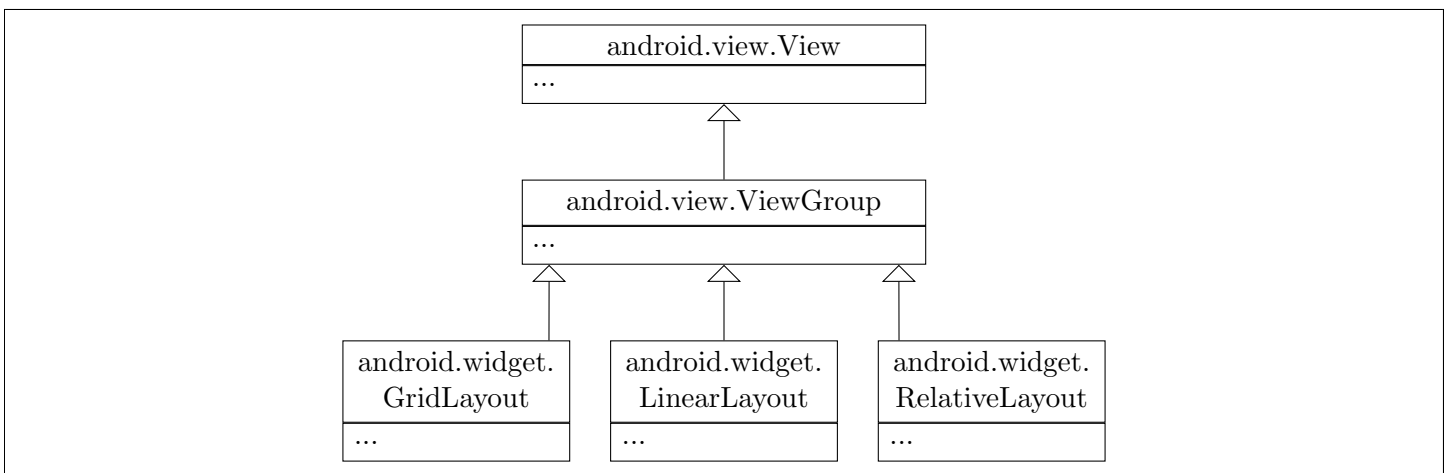 android.view.View
...
android.view.ViewGroup
...
android.widget.
GridLayout
...
android.widget.
LinearLayout
...
android.widget.
RelativeLayout
...